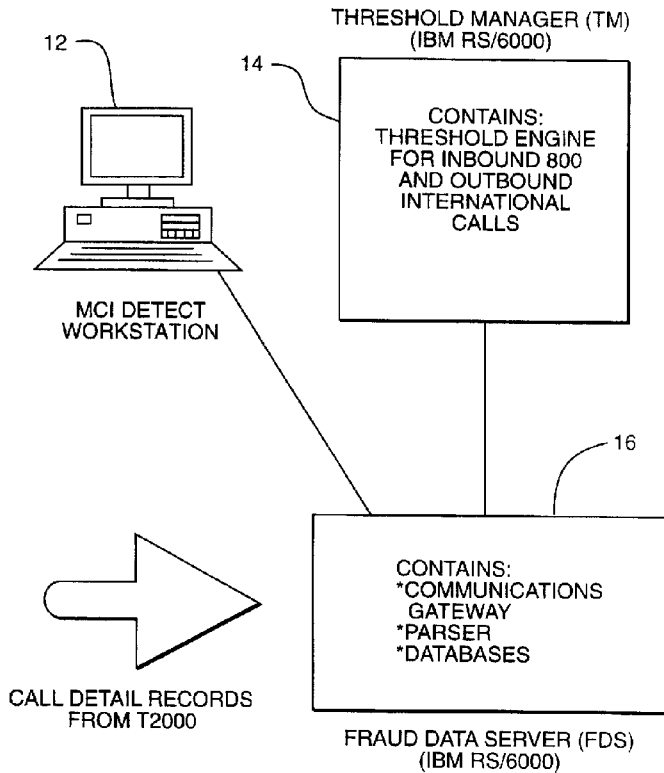 THRESHOLD MANAGER (TM)
(IBM RS/6000)
12
14
CONTAINS:
THRESHOLD ENGINE
FOR INBOUND 800
AND OUTBOUND
INTERNATIONAL
CALLS
MCI DETECT
WORKSTATION
16
CONTAINS:
*COMMUNICATIONS
GATEWAY
*PARSER
*DATABASES
CALL DETAIL RECORDS
FROM T2000
FRAUD DATA SERVER (FDS)
(IBM RS/6000)